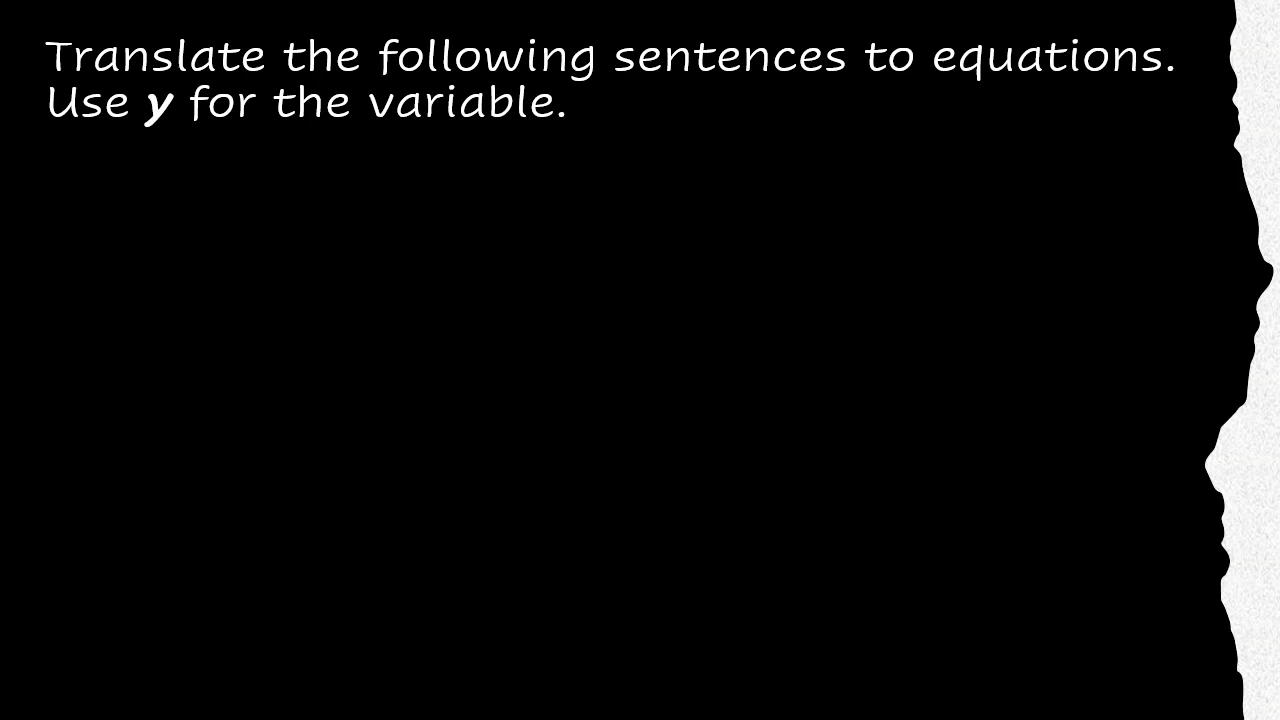 Translate the following sentences to equations.
Use y for the variable.